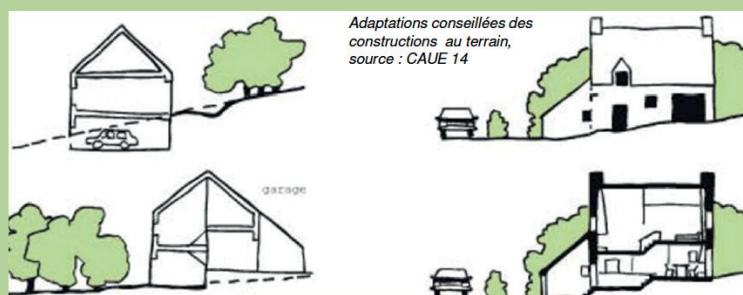 Adaptations conseillées des
constructions au terrain,
source : CAUE 14
garage